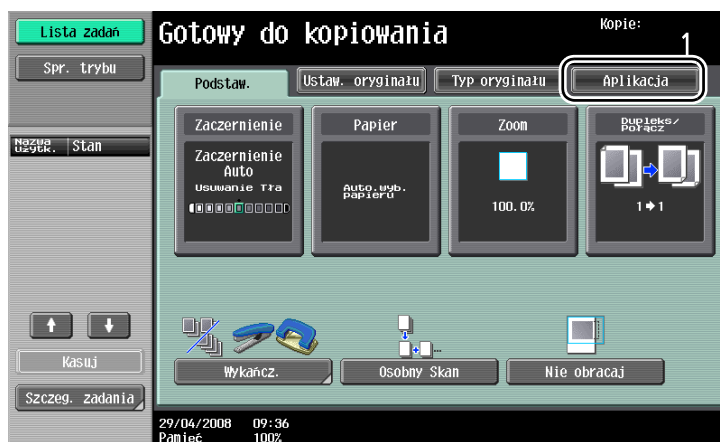 Lista zadań
Gotowy do kopiowania
Kopie:
1
Spr. trybu
Podstaw.
Ustaw. oryginału
Typ oryginału
Aplikacja
Nazwa użytk.
Stan
Zaczernienie
Papier
Zoom
Dupleks/
Połącz
Zaczernienie
Auto
Usuwanie Tła
Auto.wyb.
papieru
100.0%
1 → 1
Kasuj
Szczeg. zadania
Wykańcz.
Osobny Skan
Nie obracaj
29/04/2008 09:36
Pamięć 100%